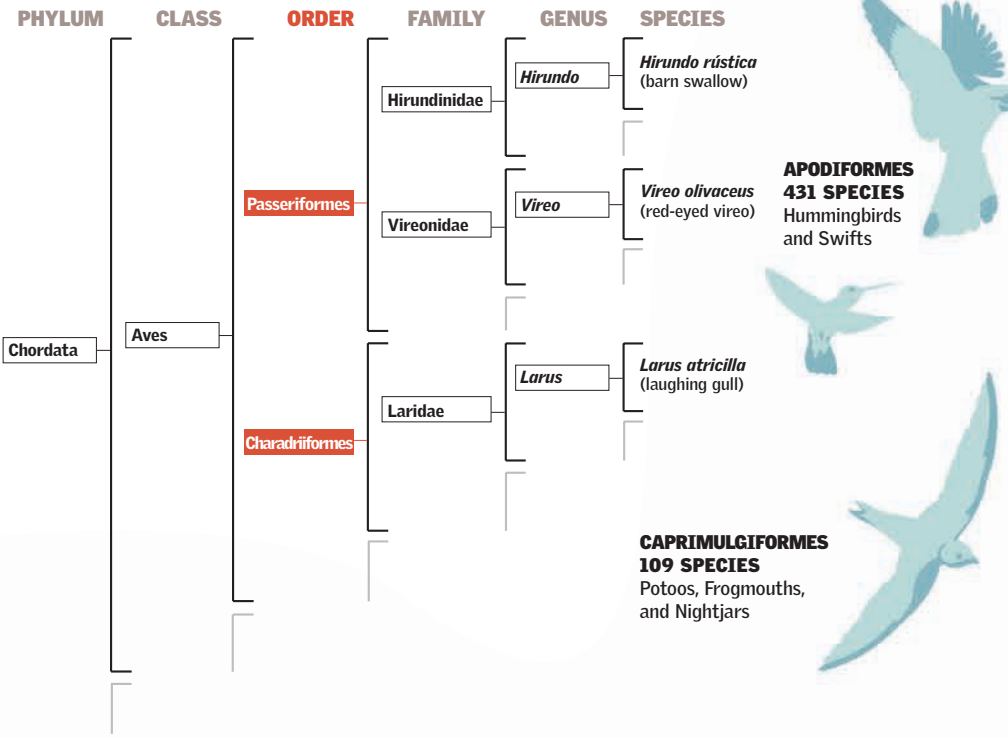 PHYLUM CLASS ORDER FAMILY GENUS SPECIES
Chordata
Aves
Passeriformes
Hirundinidae
Hirundo
Hirundo rústica
(barn swallow)
Vireonidae
Vireo
Vireo olivaceus
(red-eyed vireo)
Charadriiformes
Laridae
Larus
Larus atricilla
(laughing gull)
APODIFORMES
431 SPECIES
Hummingbirds
and Swifts
CAPRIMULGIFORMES
109 SPECIES
Potoos, Frogmouths,
and Nightjars